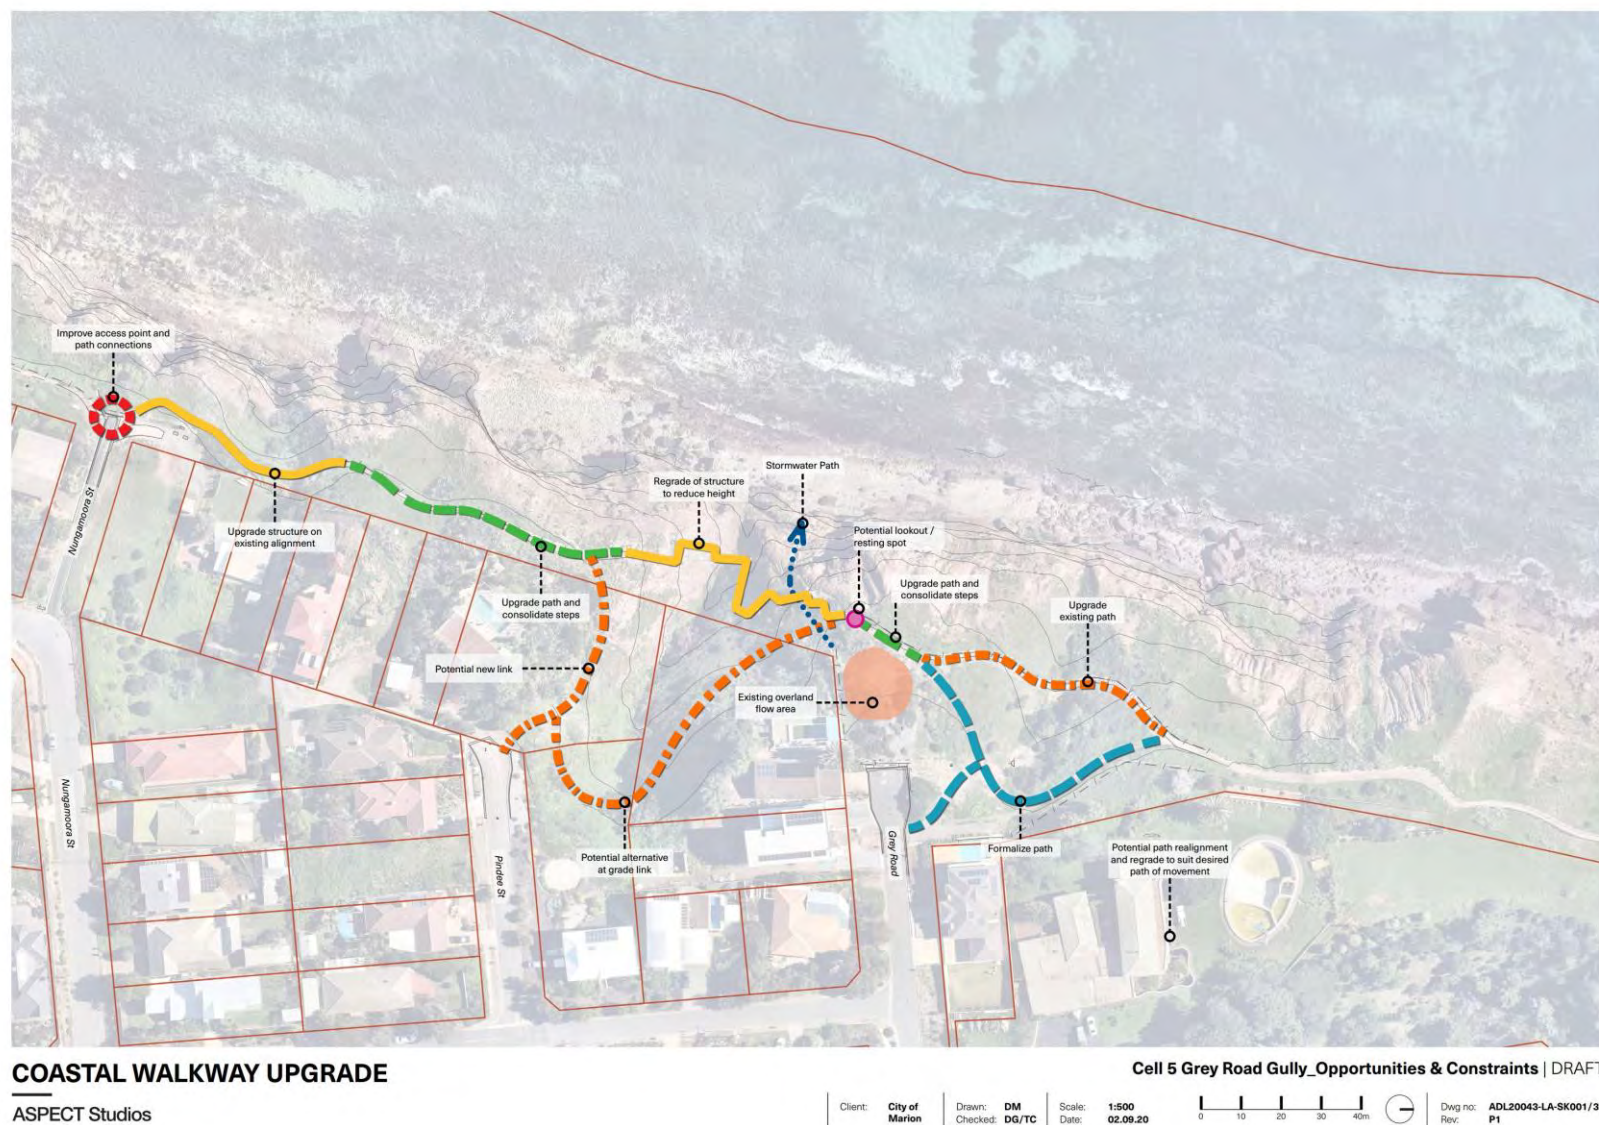 Improve access point and
path connections
Nungamoora St
Upgrade structure on
existing alignment
Regrade of structure
to reduce height
Stormwater Path
Potential lookout /
resting spot
Upgrade path and
consolidate steps
Upgrade path and
consolidate steps
Upgrade
existing path
Potential new link
Existing overland
flow area
Nungamoora St
Pindee St
Potential alternative
at grade link
Grey Road
Formalize path
Potential path realignment
and regrade to suit desired
path of movement
COASTAL WALKWAY UPGRADE
ASPECT Studios
Cell 5 Grey Road Gully_Opportunities & Constraints | DRAFT
Client: City of
Marion
Drawn: DM
Checked: DG/TC
Scale: 1:500
Date: 02.09.20
0 10 20 30 40m
Dwg no: ADL20043-LA-SK001/3
Rev: P1